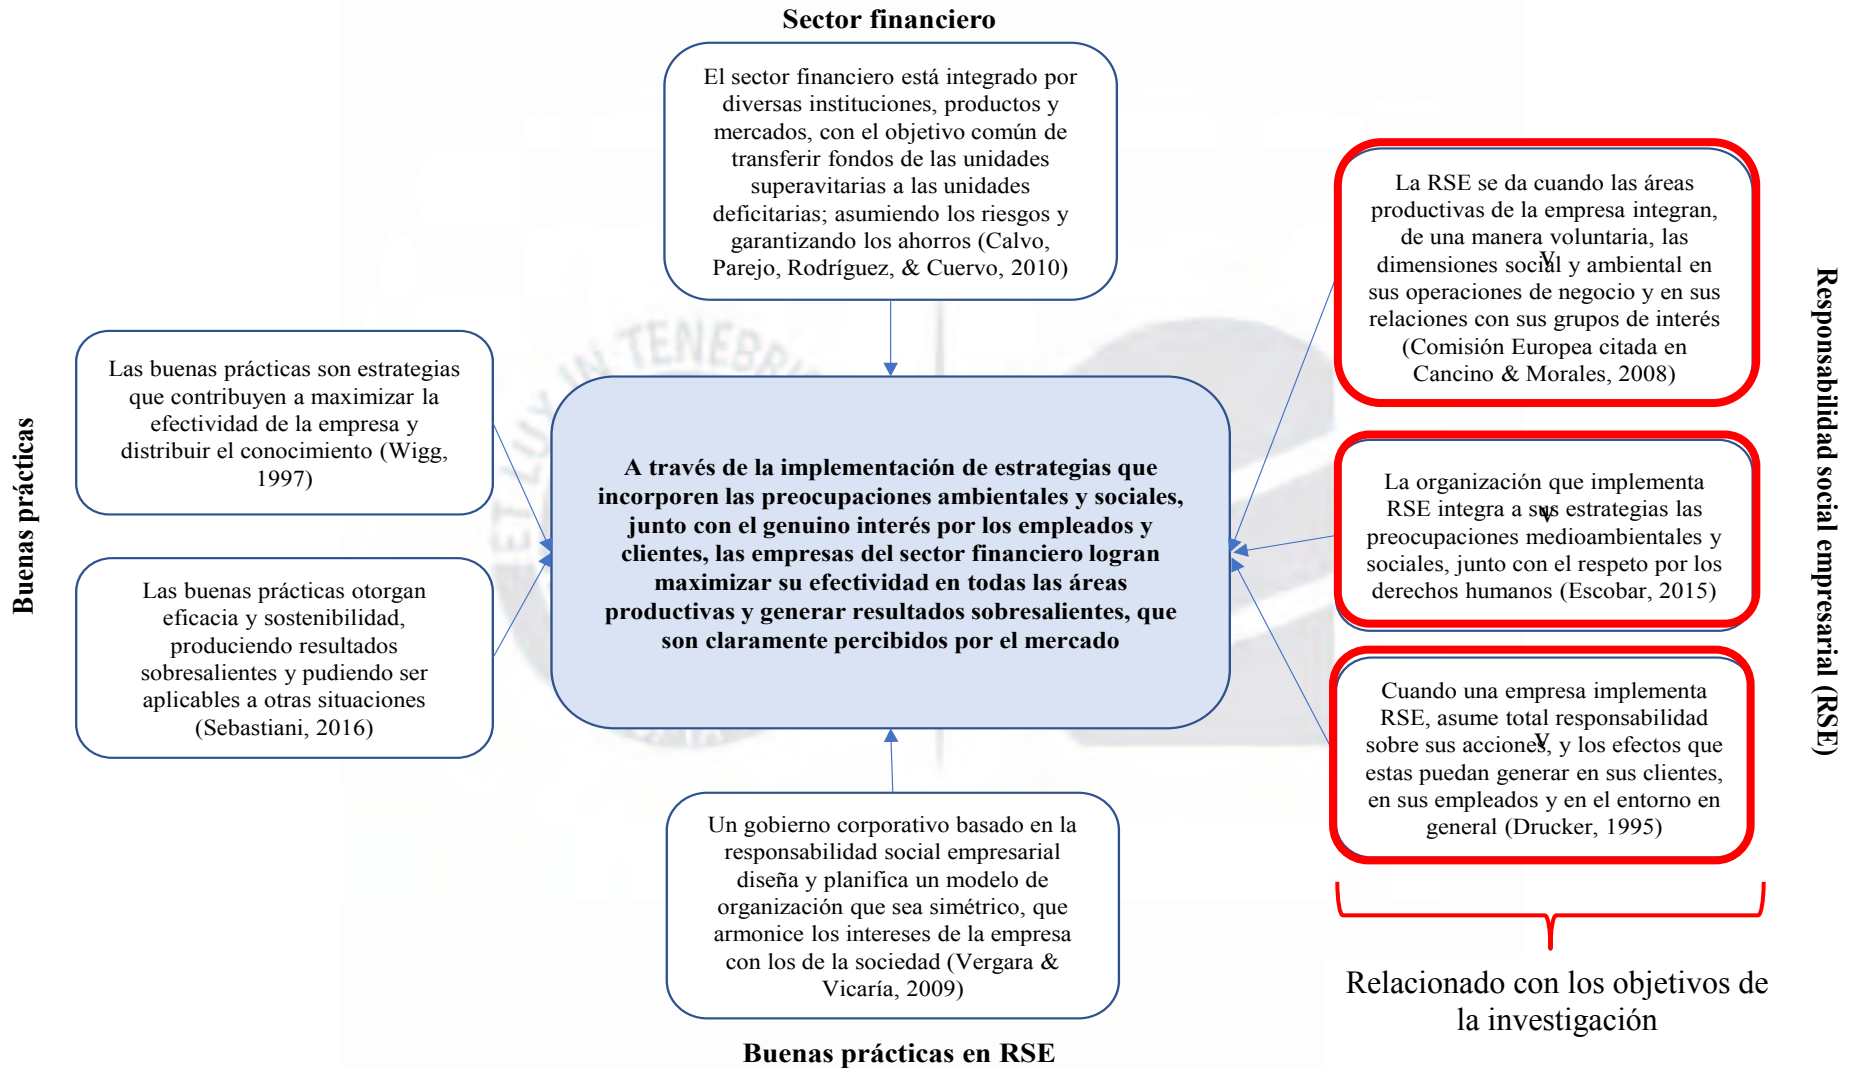 Sector financiero
El sector financiero está integrado por
diversas instituciones, productos y
mercados, con el objetivo común de
transferir fondos de las unidades
superavitarias a las unidades
deficitarias; asumiendo los riesgos y
garantizando los ahorros (Calvo,
Parejo, Rodríguez, & Cuervo, 2010)
Buenas prácticas
Las buenas prácticas son estrategias
que contribuyen a maximizar la
efectividad de la empresa y
distribuir el conocimiento (Wigg,
1997)
Las buenas prácticas otorgan
eficacia y sostenibilidad,
produciendo resultados
sobresalientes y pudiendo ser
aplicables a otras situaciones
(Sebastiani, 2016)
A través de la implementación de estrategias que
incorporen las preocupaciones ambientales y sociales,
junto con el genuino interés por los empleados y
clientes, las empresas del sector financiero logran
maximizar su efectividad en todas las áreas
productivas y generar resultados sobresalientes, que
son claramente percibidos por el mercado
Responsabilidad social empresarial (RSE)
La RSE se da cuando las áreas
productivas de la empresa integran,
de una manera voluntaria, las
dimensiones social y ambiental en
sus operaciones de negocio y en sus
relaciones con sus grupos de interés
(Comisión Europea citada en
Cancino & Morales, 2008)
v
La organización que implementa
RSE integra a sus estrategias las
preocupaciones medioambientales y
sociales, junto con el respeto por los
derechos humanos (Escobar, 2015)
v
Cuando una empresa implementa
RSE, asume total responsabilidad
sobre sus acciones, y los efectos que
estas puedan generar en sus clientes,
en sus empleados y en el entorno en
general (Drucker, 1995)
v
Un gobierno corporativo basado en la
responsabilidad social empresarial
diseña y planifica un modelo de
organización que sea simétrico, que
armonice los intereses de la empresa
con los de la sociedad (Vergara &
Vicaría, 2009)
Buenas prácticas en RSE
Relacionado con los objetivos de
la investigación